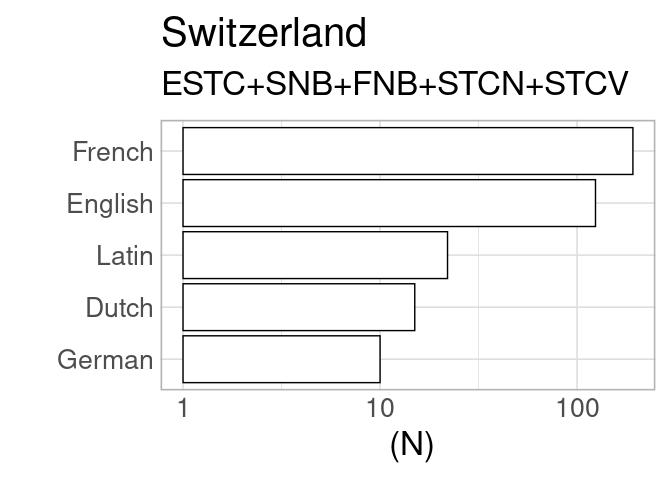 Switzerland
ESTC+SNB+FNB+STCN+STCV
French
English
Latin
Dutch
German
1 10 100
(N)